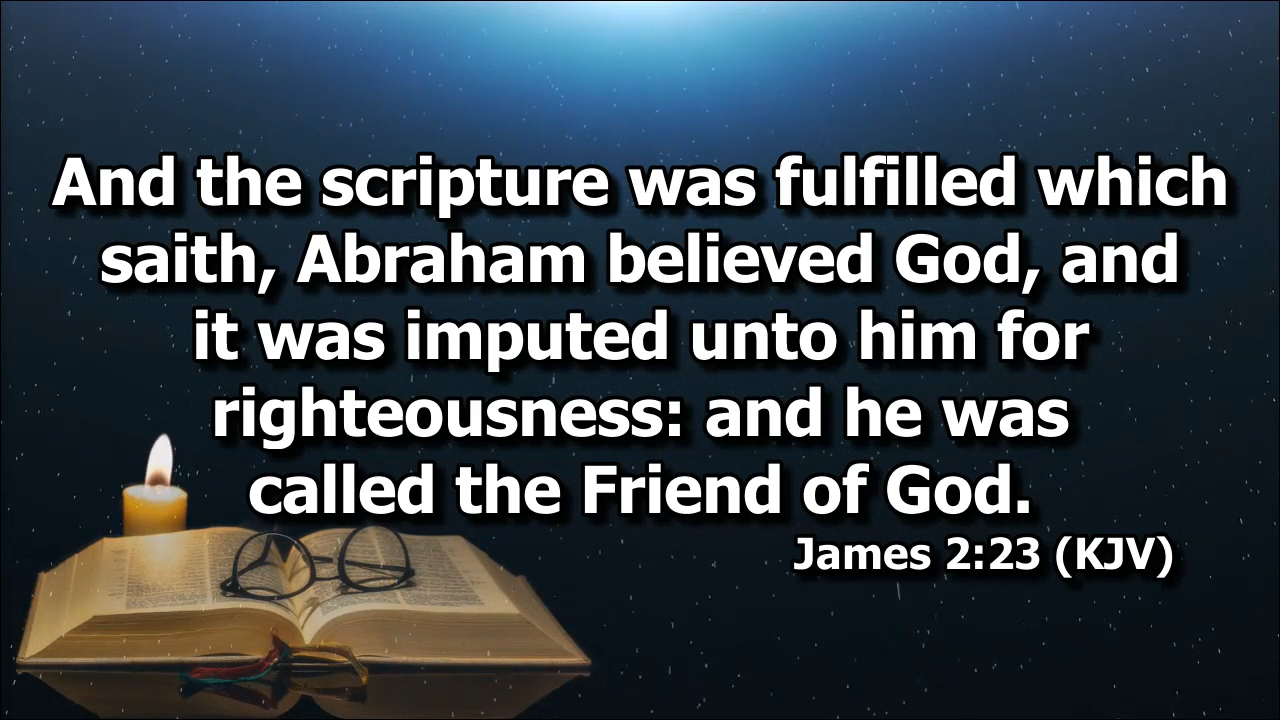 And the scripture was fulfilled which
saith, Abraham believed God, and
it was imputed unto him for
righteousness: and he was
called the Friend of God.
James 2:23 (KJV)